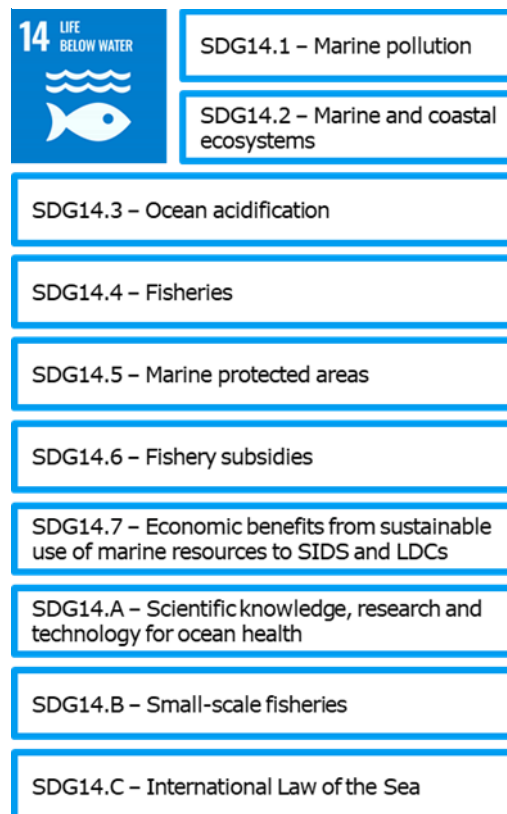 14 LIFE
BELOW WATER
SDG14.1 – Marine pollution
SDG14.2 – Marine and coastal
ecosystems
SDG14.3 – Ocean acidification
SDG14.4 – Fisheries
SDG14.5 – Marine protected areas
SDG14.6 – Fishery subsidies
SDG14.7 – Economic benefits from sustainable
use of marine resources to SIDS and LDCs
SDG14.A – Scientific knowledge, research and
technology for ocean health
SDG14.B – Small-scale fisheries
SDG14.C – International Law of the Sea